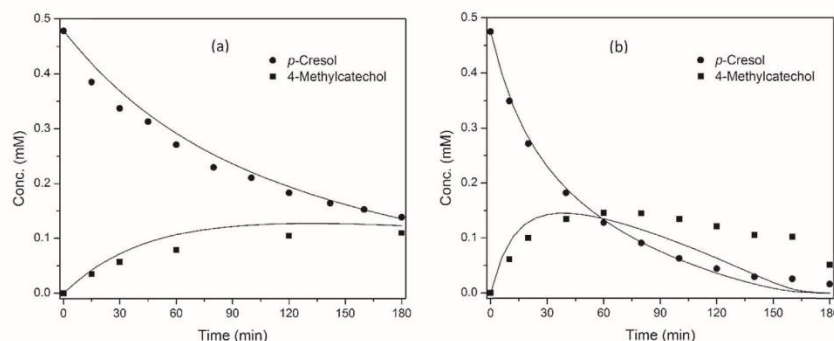 (a)
p-Cresol
4-Methylcatechol
Conc. (mM)
0.5
0.4
0.3
0.2
0.1
0.0
0 30 60 90 120 150 180
Time (min)
(b)
p-Cresol
4-Methylcatechol
Conc. (mM)
0.5
0.4
0.3
0.2
0.1
0.0
0 30 60 90 120 150 180
Time (min)